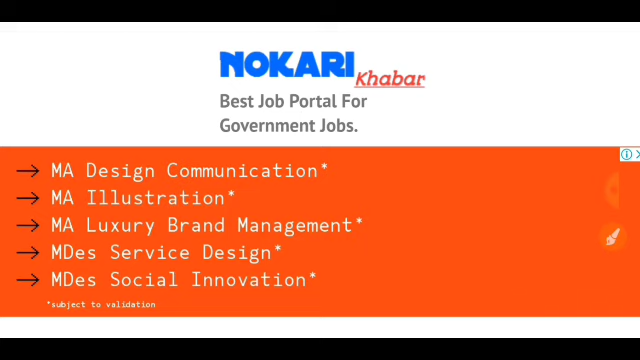 NOKARI
Khabar
Best Job Portal For
Government Jobs.
→ MA Design Communication*
→ MA Illustration*
→ MA Luxury Brand Management*
→ MDes Service Design*
→ MDes Social Innovation*
*subject to validation